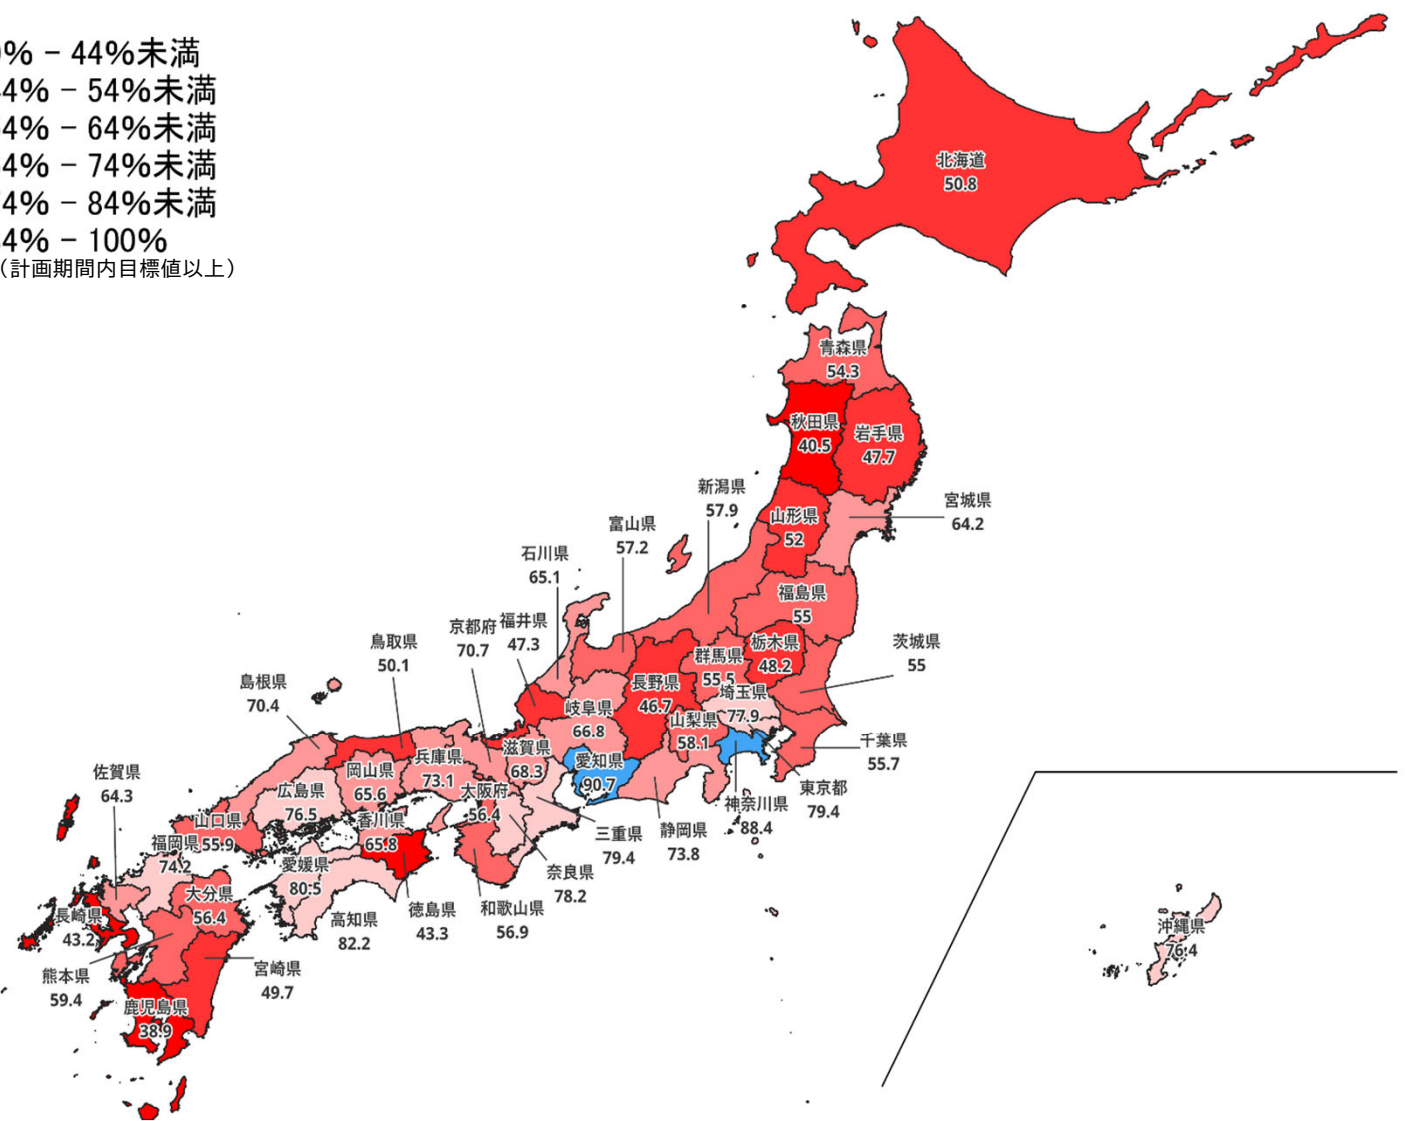 % - 44%未満
4% - 54%未満
4% - 64%未満
4% - 74%未満
4% - 84%未満
4% - 100%
（計画期間内目標値以上）
北海道
50.8
青森県
54.3
秋田県
40.5
岩手県
47.7
新潟県
57.9
宮城県
64.2
山形県
52
富山県
57.2
石川県
65.1
福島県
55
福井県
47.3
京都府
70.7
鳥取県
50.1
栃木県
48.2
茨城県
55
群馬県
55.5
島根県
70.4
長野県
46.7
埼玉県
77.9
岐阜県
66.8
山梨県
58.1
千葉県
55.7
滋賀県
68.3
兵庫県
73.1
愛知県
90.7
佐賀県
64.3
岡山県
65.6
広島県
76.5
大阪府
56.4
東京都
79.4
神奈川県
88.4
山口県
55.9
香川県
65.8
三重県
79.4
静岡県
73.8
福岡県
74.2
愛媛県
80.5
奈良県
78.2
大分県
56.4
長崎県
43.2
高知県
82.2
徳島県
43.3
和歌山県
56.9
沖縄県
76.4
熊本県
59.4
宮崎県
49.7
鹿児島県
38.9